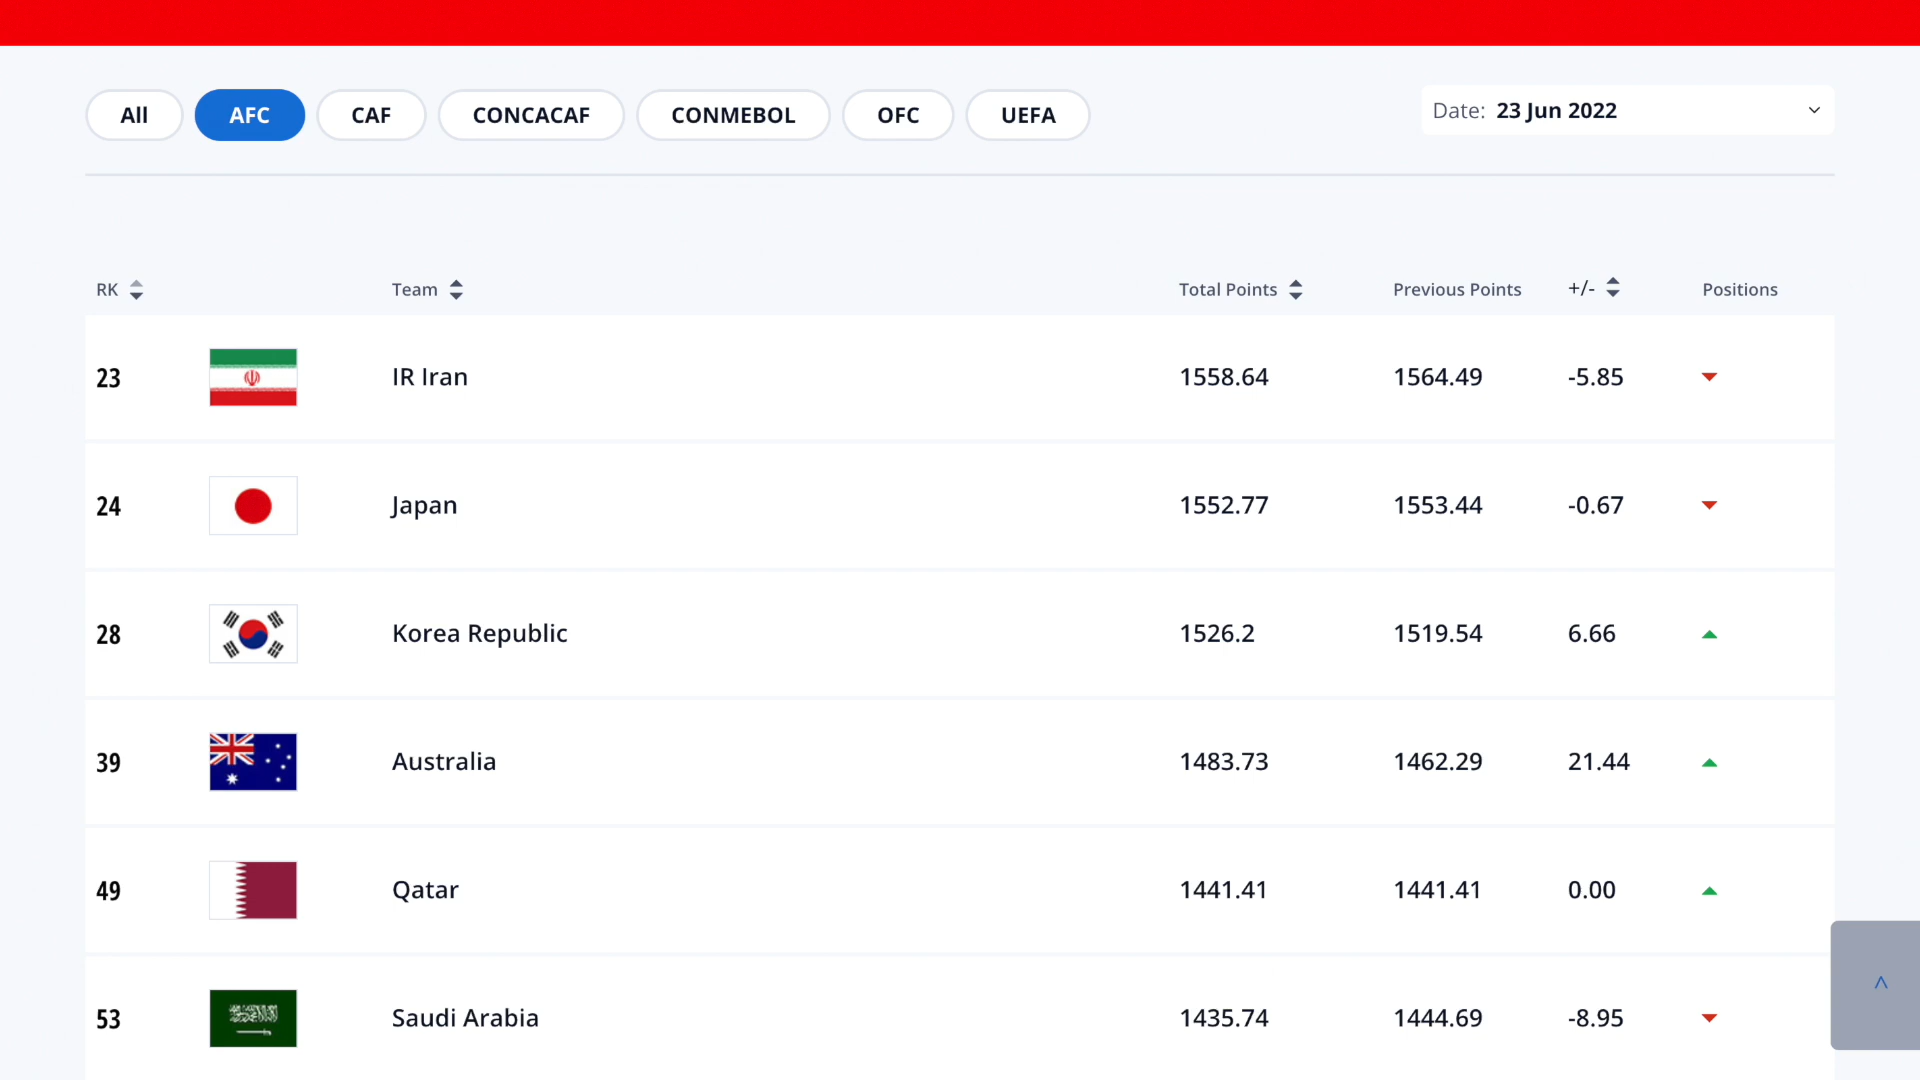 All AFC CAF CONCACAF CONMEBOL OFC UEFA Date: 23 Jun 2022
RK Team Total Points Previous Points +/- Positions
23 IR Iran 1558.64 1564.49 -5.85
24 Japan 1552.77 1553.44 -0.67
28 Korea Republic 1526.2 1519.54 6.66
39 Australia 1483.73 1462.29 21.44
49 Qatar 1441.41 1441.41 0.00
53 Saudi Arabia 1435.74 1444.69 -8.95